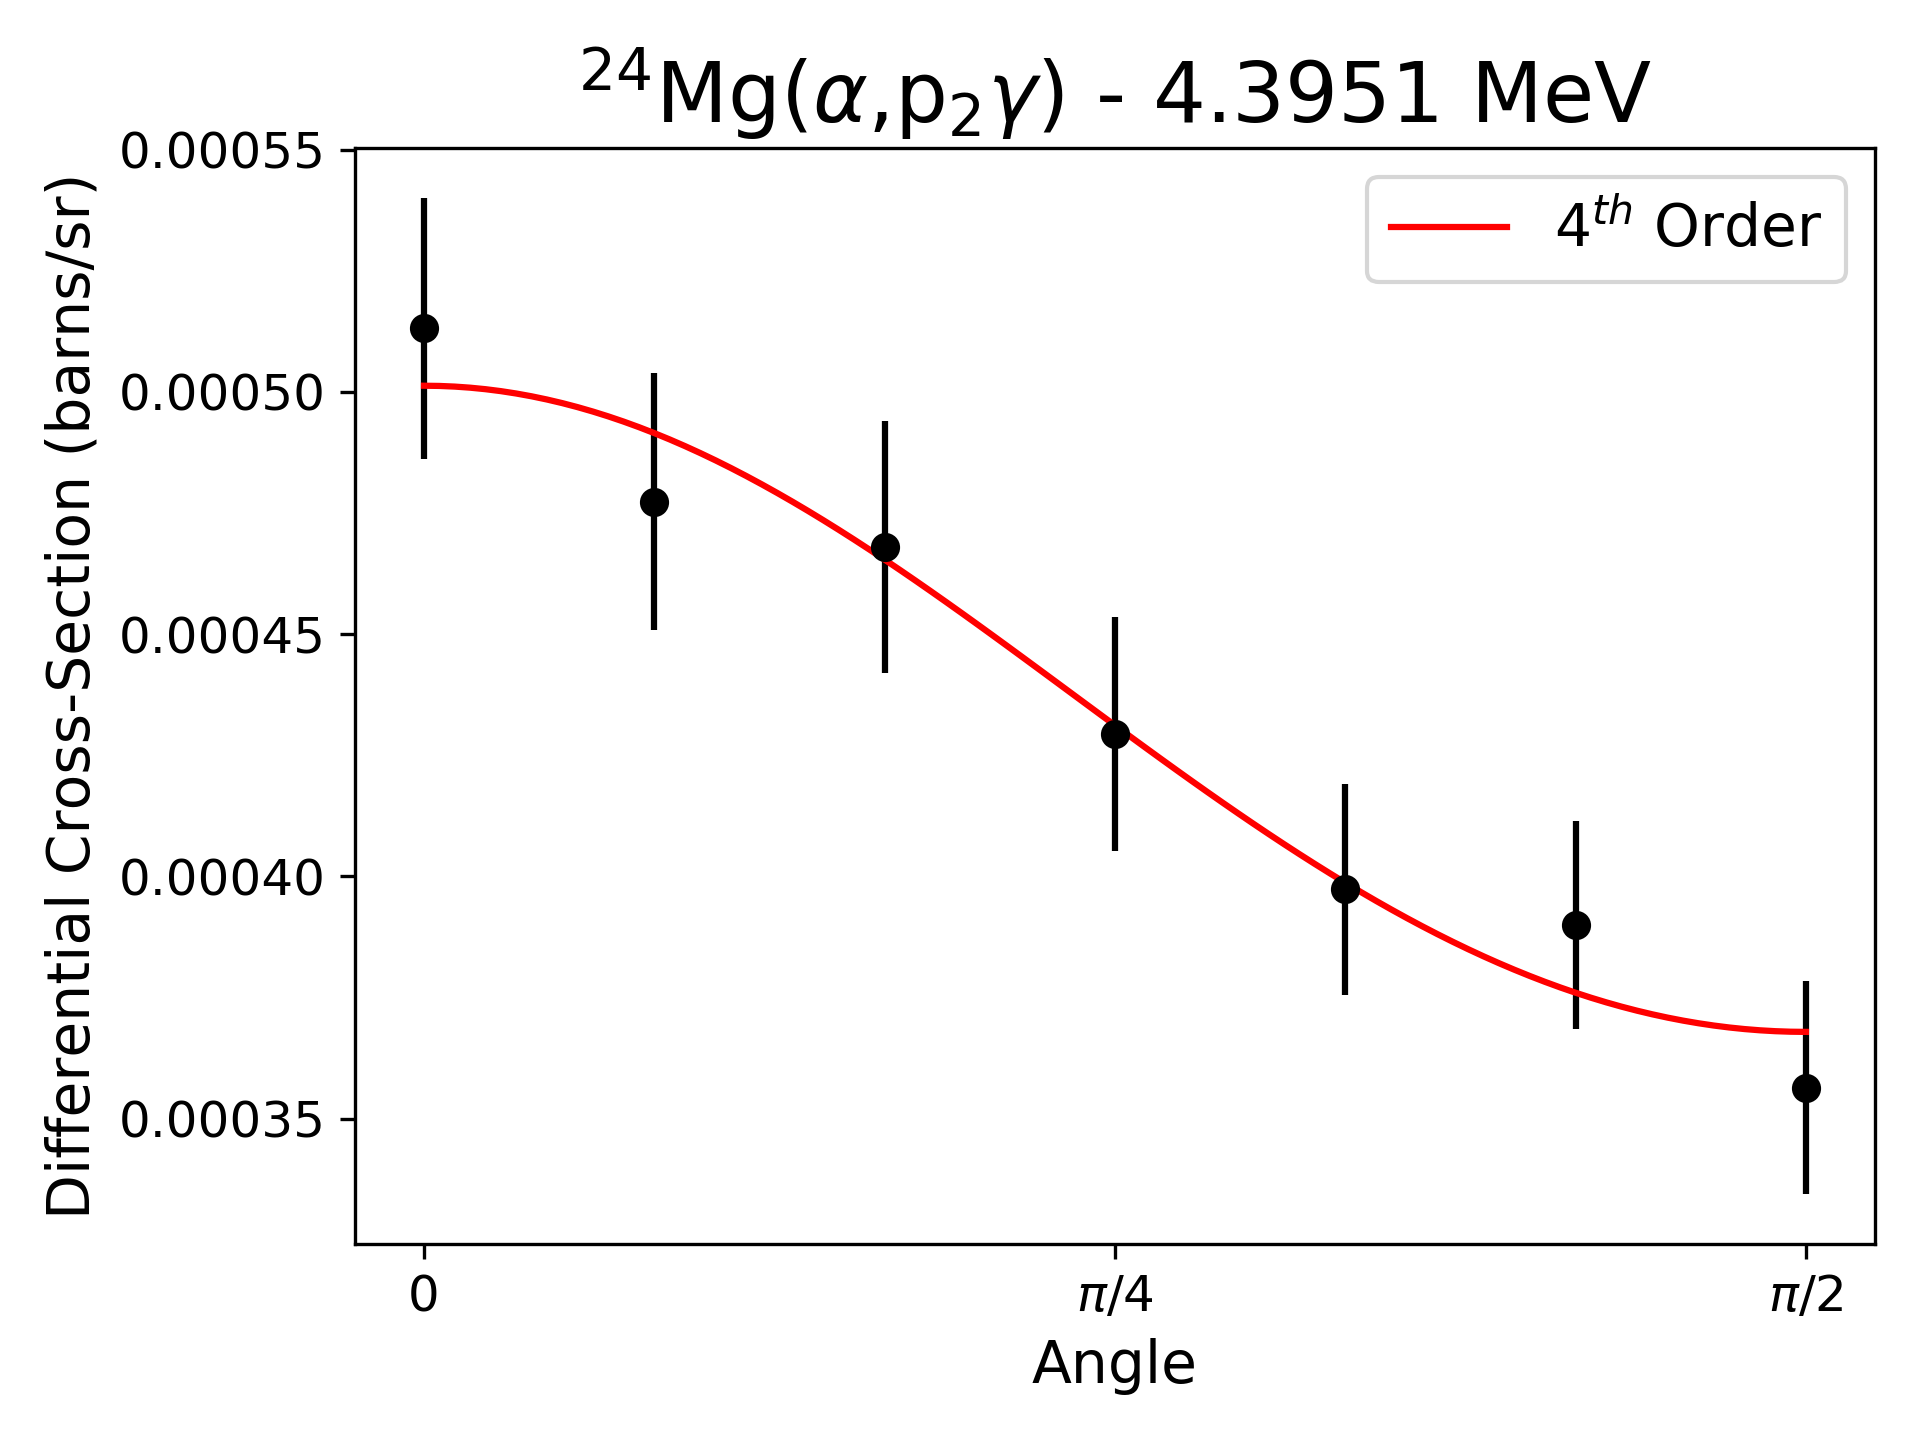 ²⁴Mg(α,p₂γ) - 4.3951 MeV
4ᵗʰ Order
Differential Cross-Section (barns/sr)
0.00055
0.00050
0.00045
0.00040
0.00035
0 π/4 π/2
Angle